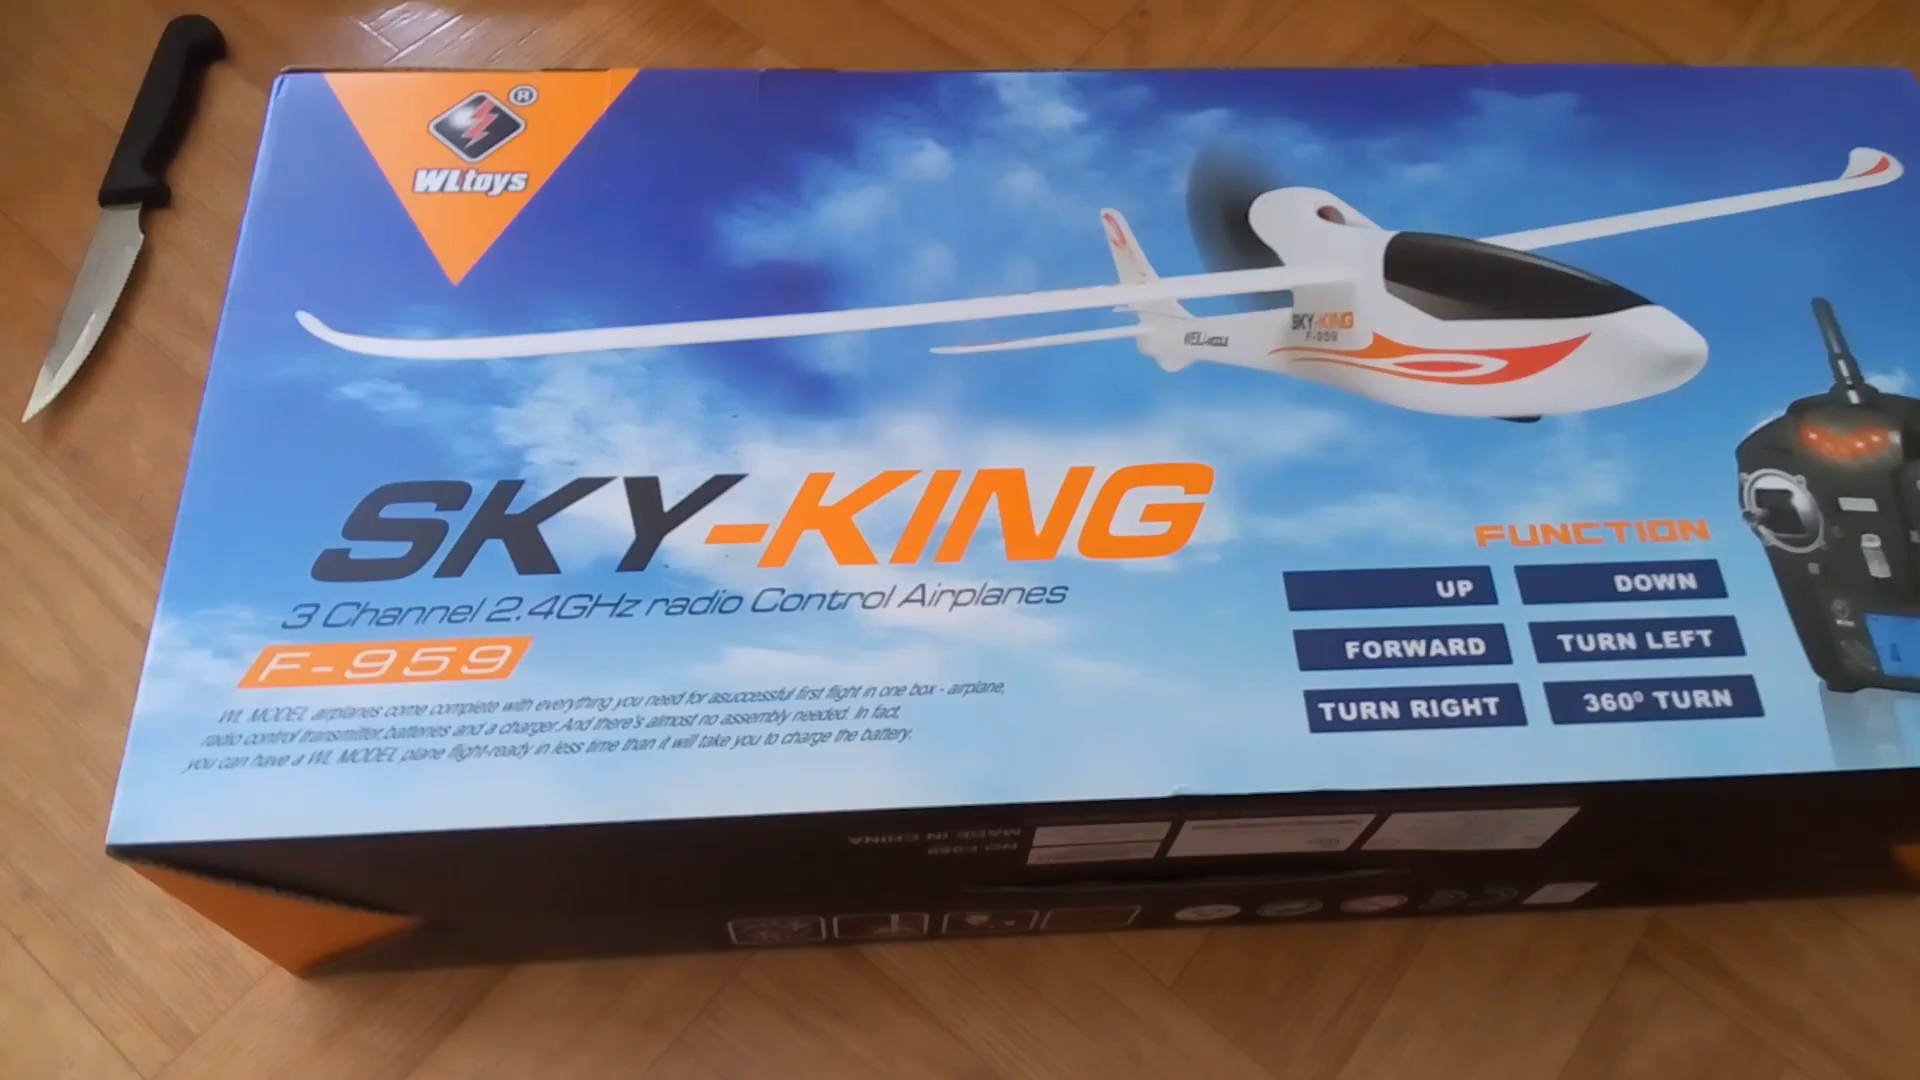 ®
WLtoys
SKY-KING
F-959
SKY-KING
3 Channel 2.4GHz radio Control Airplanes
F-959
WL MODEL airplanes come complete with everything you need for asuccessful first flight in one box - airplane,
radio control transmitter,batteries and a charger.And there's almost no assembly needed. In fact,
you can have a WL MODEL plane flight-ready in less time than it will take you to charge the battery.
FUNCTION
UP
DOWN
FORWARD
TURN LEFT
TURN RIGHT
360° TURN
NO.F959
MADE IN CHINA